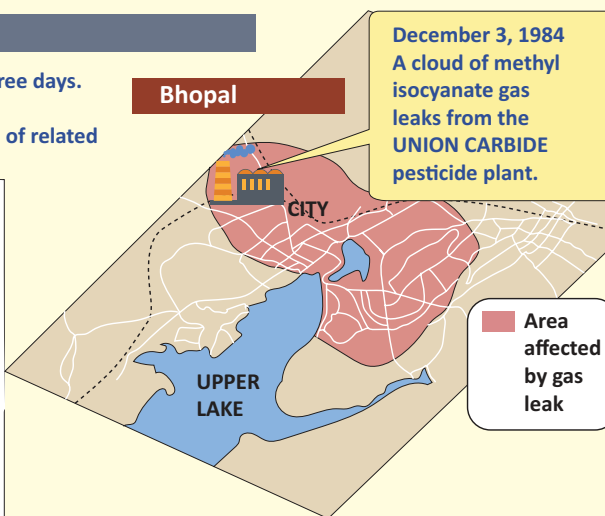 ree days.
of related
Bhopal
December 3, 1984
A cloud of methyl
isocyanate gas
leaks from the
UNION CARBIDE
pesticide plant.
CITY
Area
affected
by gas
leak
UPPER
LAKE